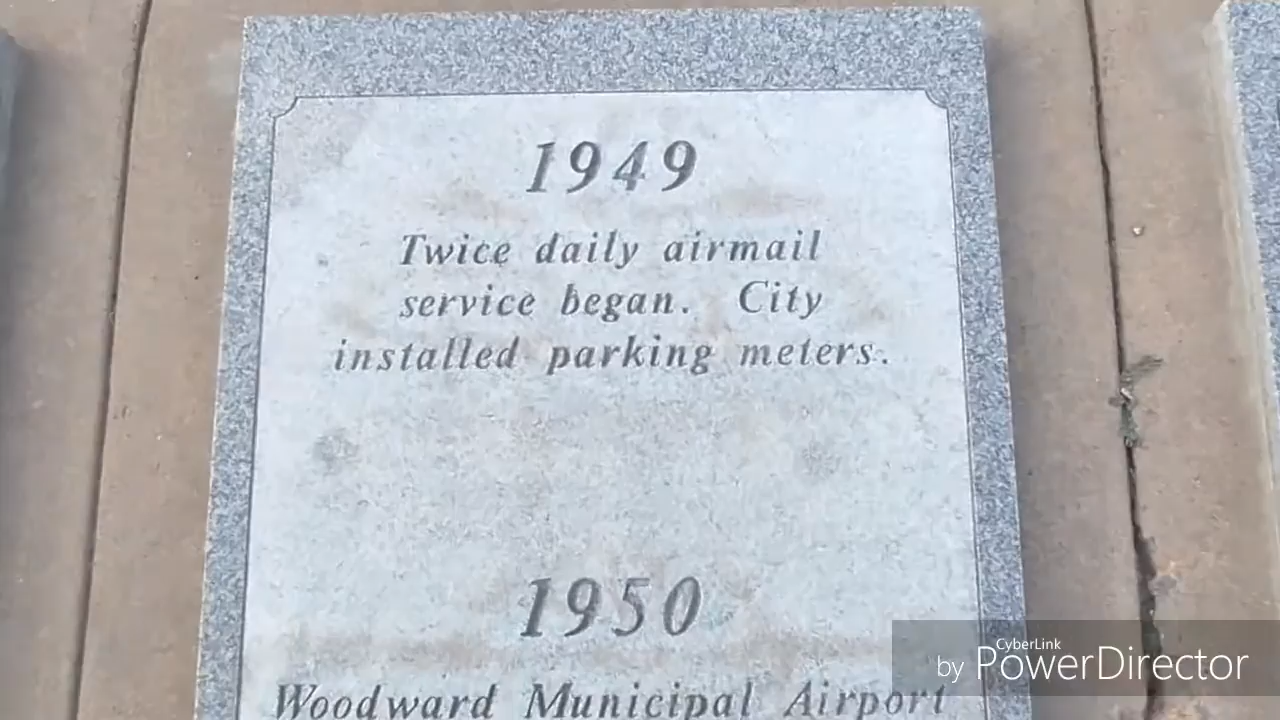 1949
Twice daily airmail
service began. City
installed parking meters.
1950
Woodward Municipal Airport
CyberLink
by PowerDirector